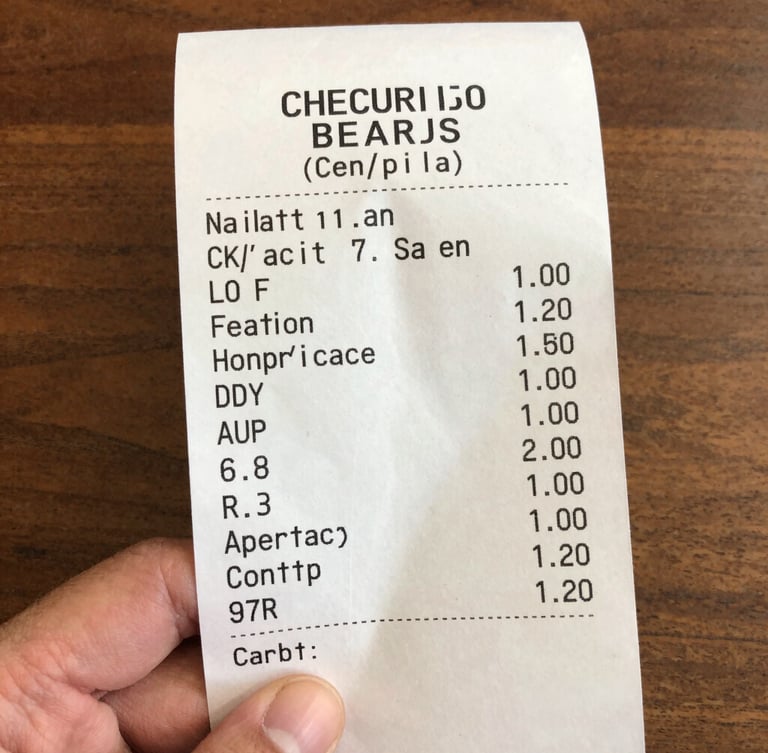 CHECURI I50
BEARJS
(Cen/pila)
Nailatt 11.an
CK/'acit 7. Sa en
LO F 1.00
Feation 1.20
Honpr'icace 1.50
DDY 1.00
AUP 1.00
6.8 2.00
R.3 1.00
Apertac) 1.00
Conttp 1.20
97R 1.20
Carbt: